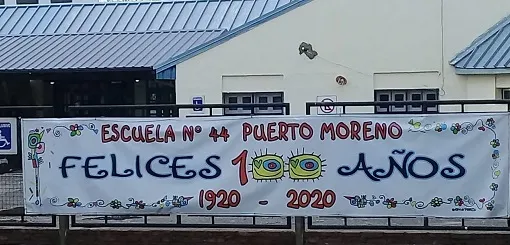 ESCUELA N° 44 PUERTO MORENO
FELICES 100 AÑOS
1920 - 2020